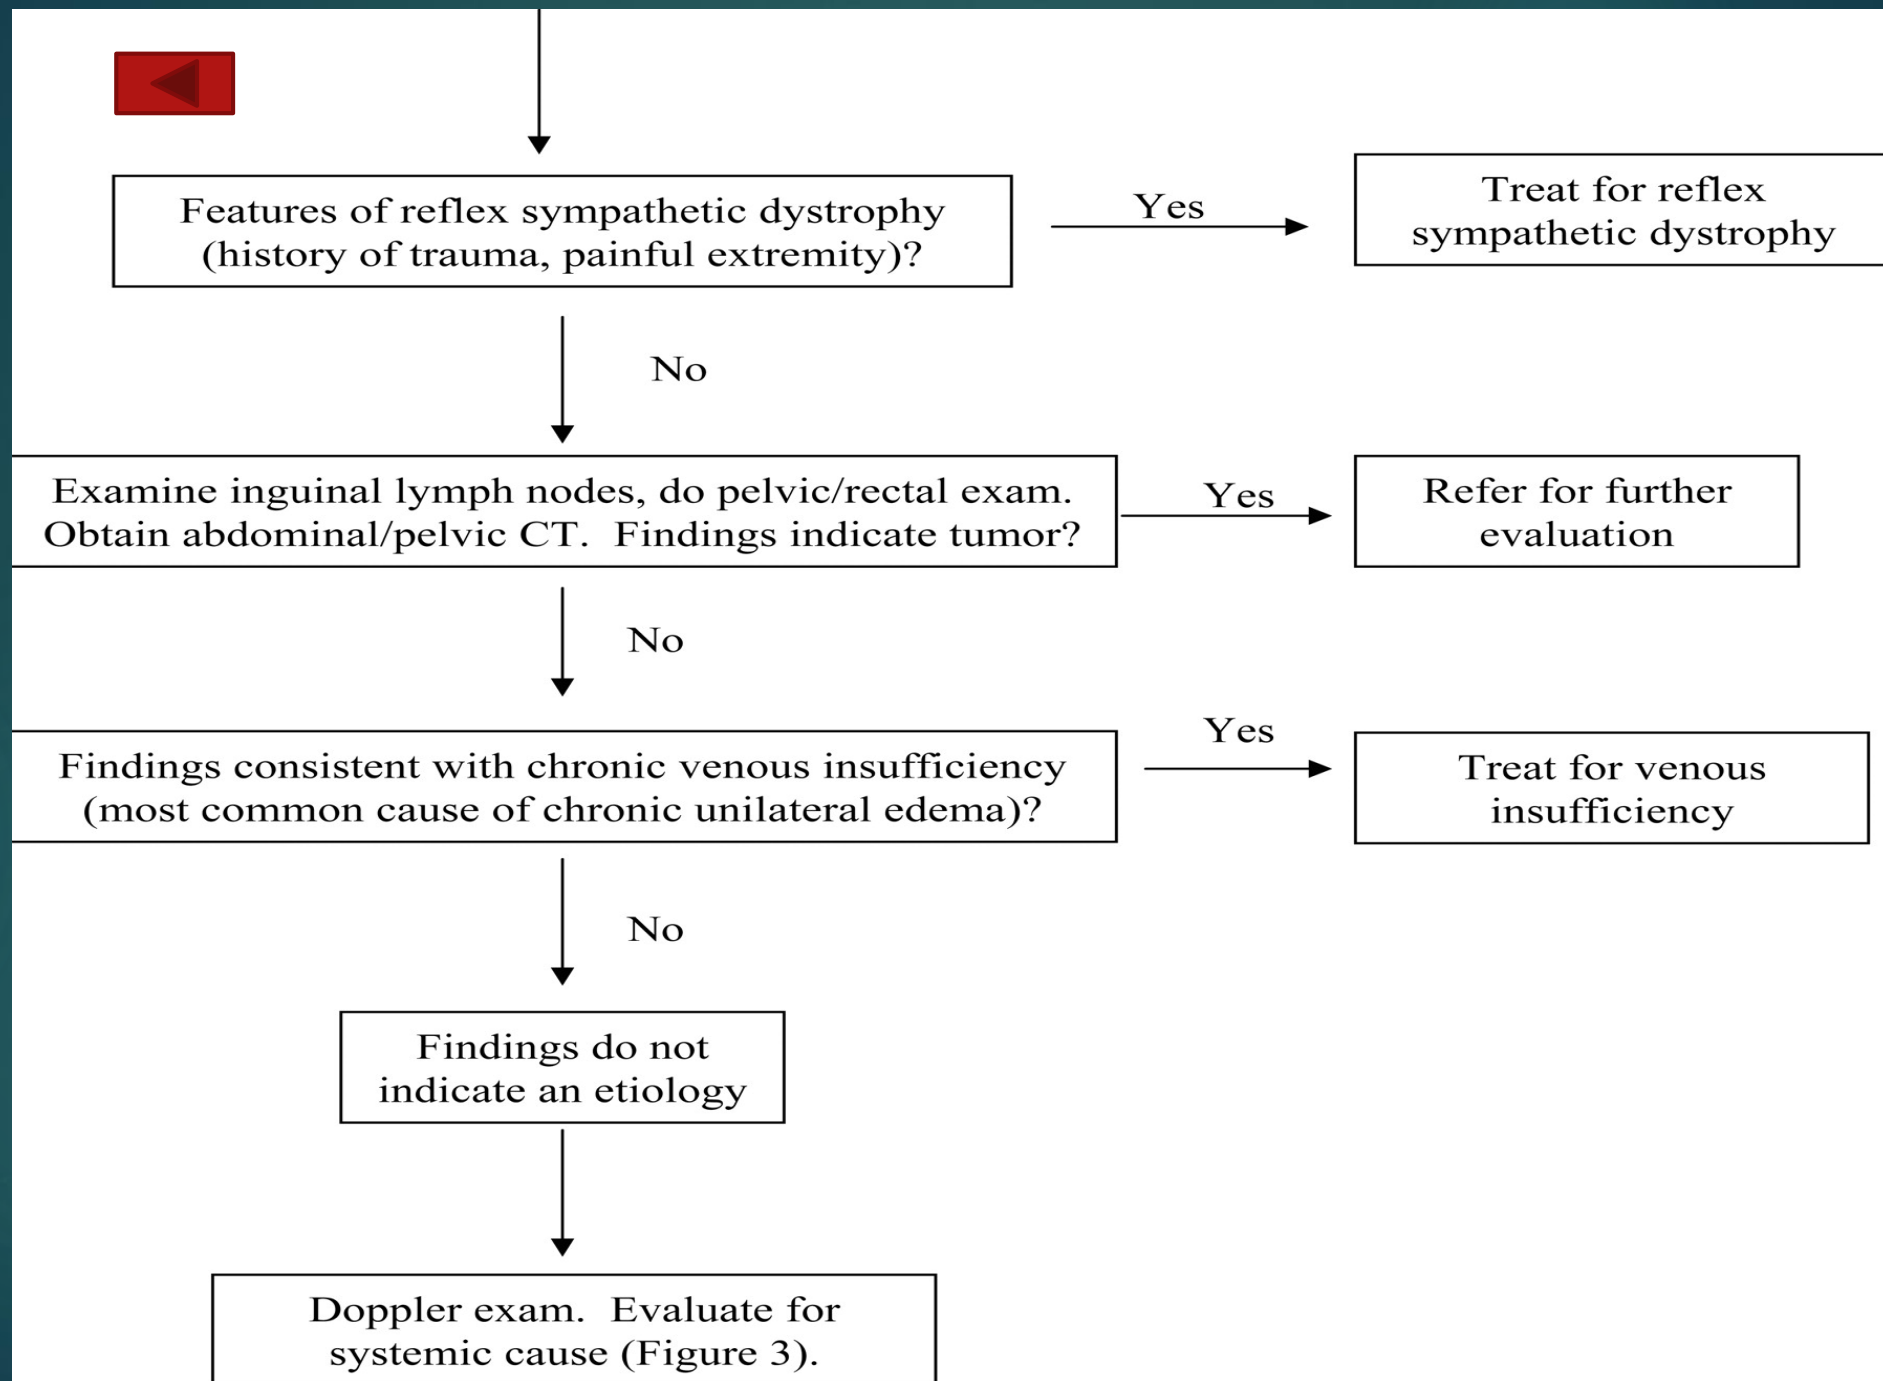 Features of reflex sympathetic dystrophy
(history of trauma, painful extremity)?
Yes
Treat for reflex
sympathetic dystrophy
No
Examine inguinal lymph nodes, do pelvic/rectal exam.
Obtain abdominal/pelvic CT.  Findings indicate tumor?
Yes
Refer for further
evaluation
No
Findings consistent with chronic venous insufficiency
(most common cause of chronic unilateral edema)?
Yes
Treat for venous
insufficiency
No
Findings do not
indicate an etiology
Doppler exam.  Evaluate for
systemic cause (Figure 3).